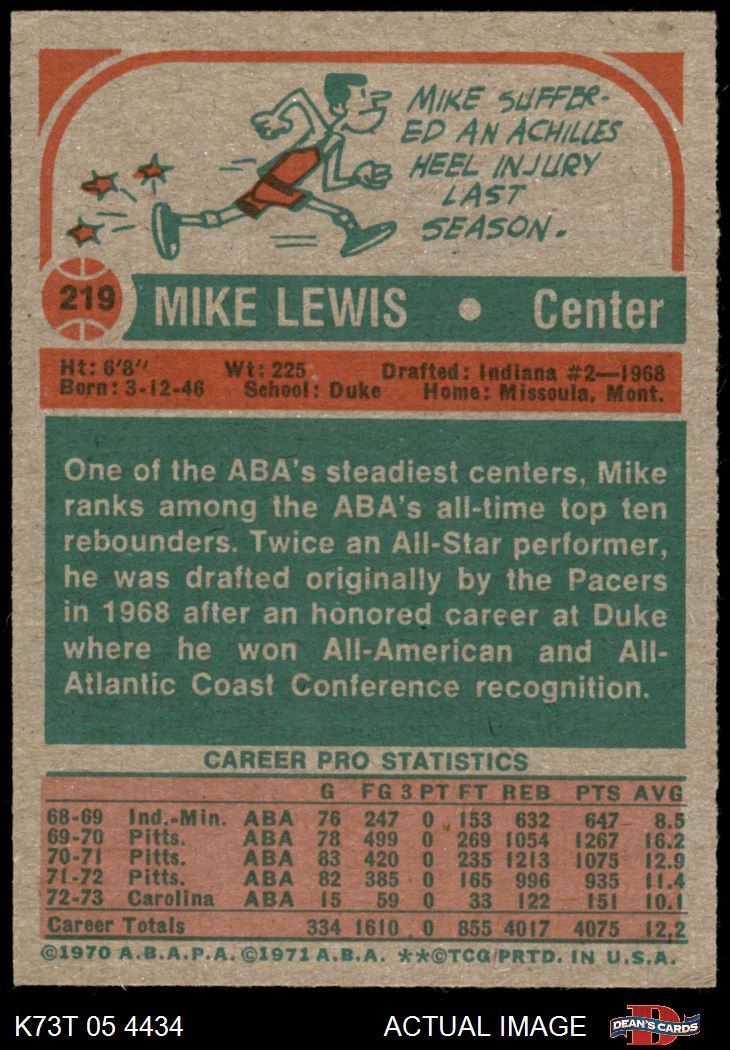 MIKE SUFFER-
ED AN ACHILLES
HEEL INJURY
LAST
SEASON.
219 MIKE LEWIS • Center
Ht: 6'8" Wt: 225 Drafted: Indiana #2—1968
Born: 3-12-46 School: Duke Home: Missoula, Mont.
One of the ABA's steadiest centers, Mike
ranks among the ABA's all-time top ten
rebounders. Twice an All-Star performer,
he was drafted originally by the Pacers
in 1968 after an honored career at Duke
where he won All-American and All-
Atlantic Coast Conference recognition.
CAREER PRO STATISTICS
G FG 3 PT FT REB PTS AVG
68-69 Ind.-Min. ABA 76 247 0 153 632 647 8.5
69-70 Pitts. ABA 78 499 0 269 1054 1267 16.2
70-71 Pitts. ABA 83 420 0 235 1213 1075 12.9
71-72 Pitts. ABA 82 385 0 165 996 935 11.4
72-73 Carolina ABA 15 59 0 33 122 151 10.1
Career Totals 334 1610 0 855 4017 4075 12.2
©1970 A.B.A.P.A. ©1971 A.B.A. **©TCG/PRTD. IN U.S.A.
K73T 05 4434 ACTUAL IMAGE D DEAN'S CARDS